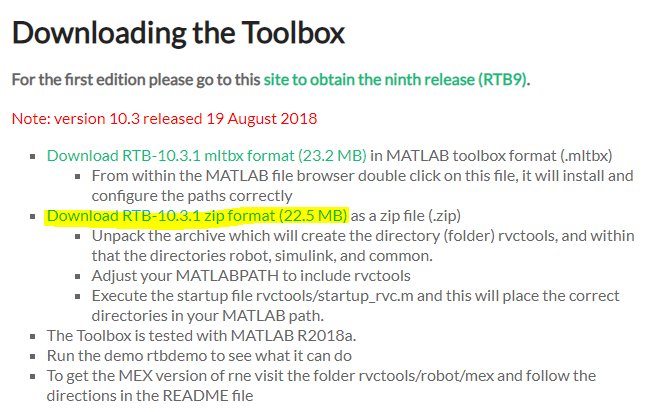 Downloading the Toolbox
For the first edition please go to this site to obtain the ninth release (RTB9).
Note: version 10.3 released 19 August 2018
Download RTB-10.3.1 mltbx format (23.2 MB) in MATLAB toolbox format (.mltbx)
From within the MATLAB file browser double click on this file, it will install and
configure the paths correctly
Download RTB-10.3.1 zip format (22.5 MB) as a zip file (.zip)
Unpack the archive which will create the directory (folder) rvctools, and within
that the directories robot, simulink, and common.
Adjust your MATLABPATH to include rvctools
Execute the startup file rvctools/startup_rvc.m and this will place the correct
directories in your MATLAB path.
The Toolbox is tested with MATLAB R2018a.
Run the demo rtbdemo to see what it can do
To get the MEX version of rne visit the folder rvctools/robot/mex and follow the
directions in the README file